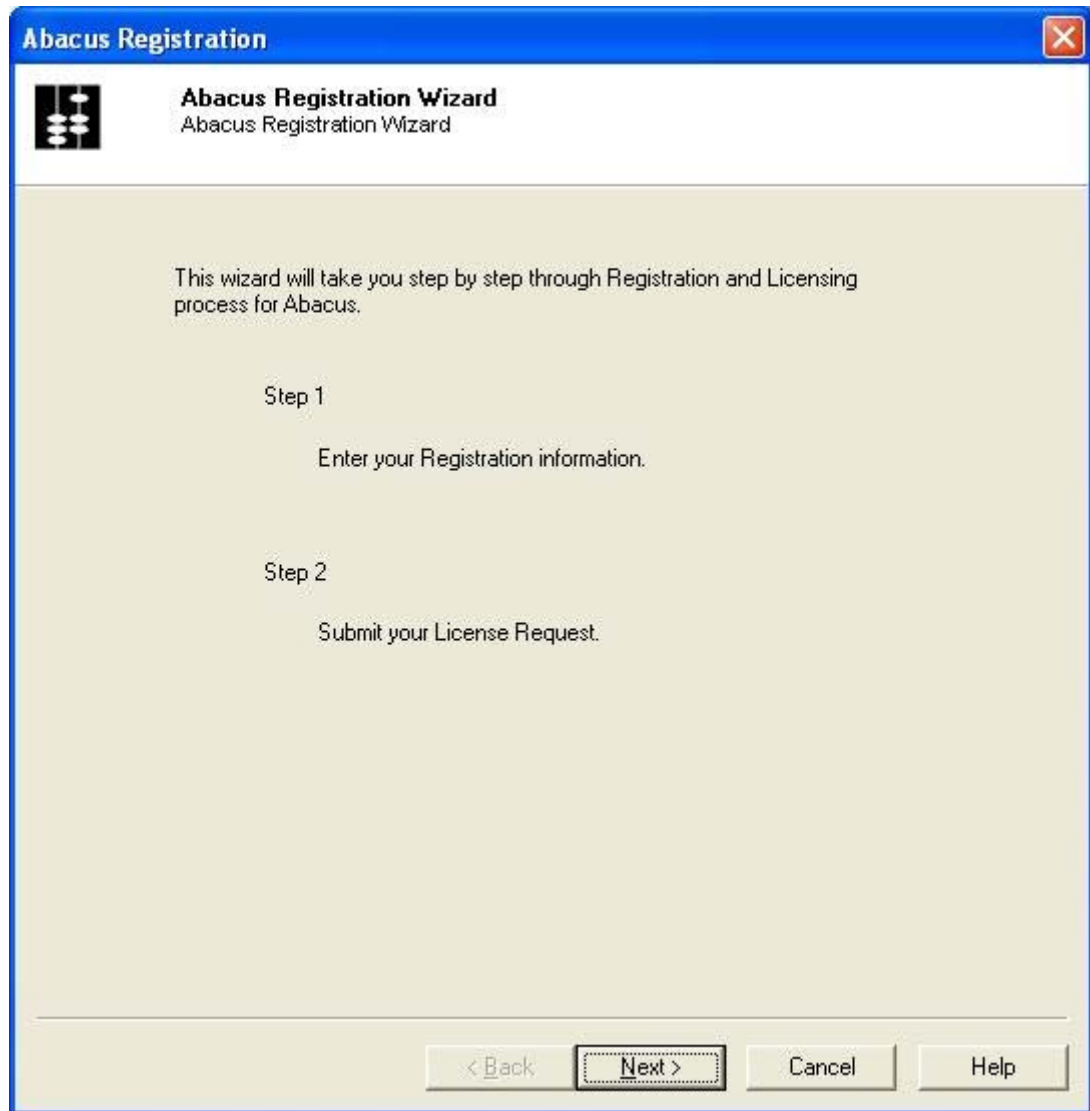 Abacus Registration
Abacus Registration Wizard
Abacus Registration Wizard
This wizard will take you step by step through Registration and Licensing
process for Abacus.
Step 1
Enter your Registration information.
Step 2
Submit your License Request.
< Back
Next >
Cancel
Help